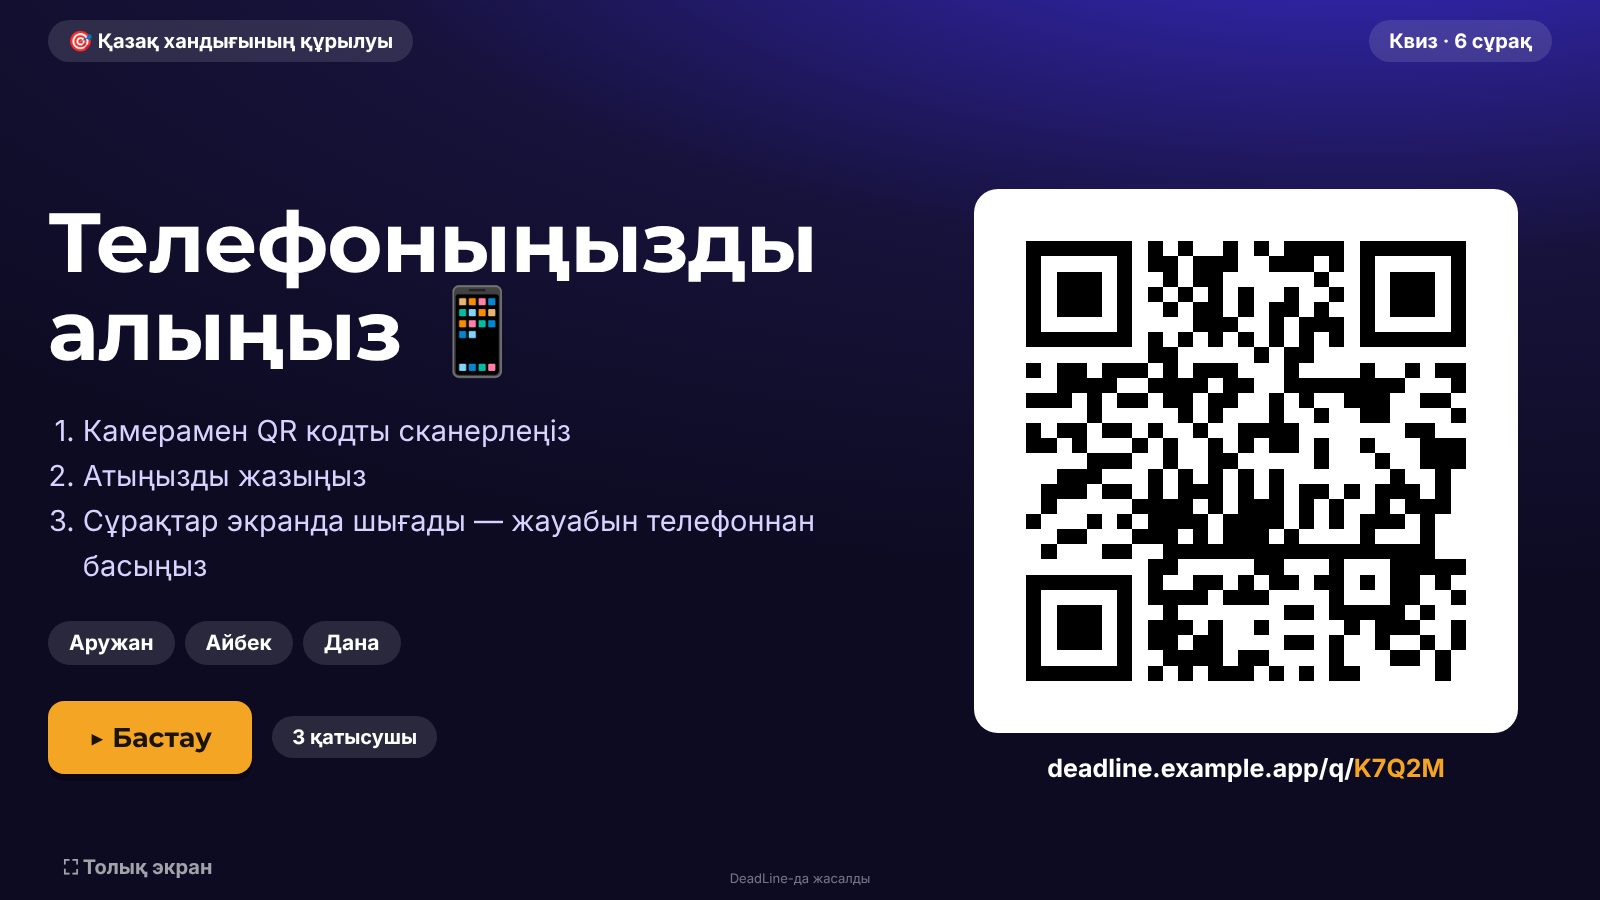 🎯 Қазақ хандығының құрылуы
Квиз · 6 сұрақ
Телефоныңызды
алыңыз 📱
1. Камерамен QR кодты сканерлеңіз
2. Атыңызды жазыңыз
3. Сұрақтар экранда шығады — жауабын телефоннан
басыңыз
Аружан Айбек Дана
▶ Бастау
3 қатысушы
deadline.example.app/q/K7Q2M
⛶ Толық экран
DeadLine-да жасалды